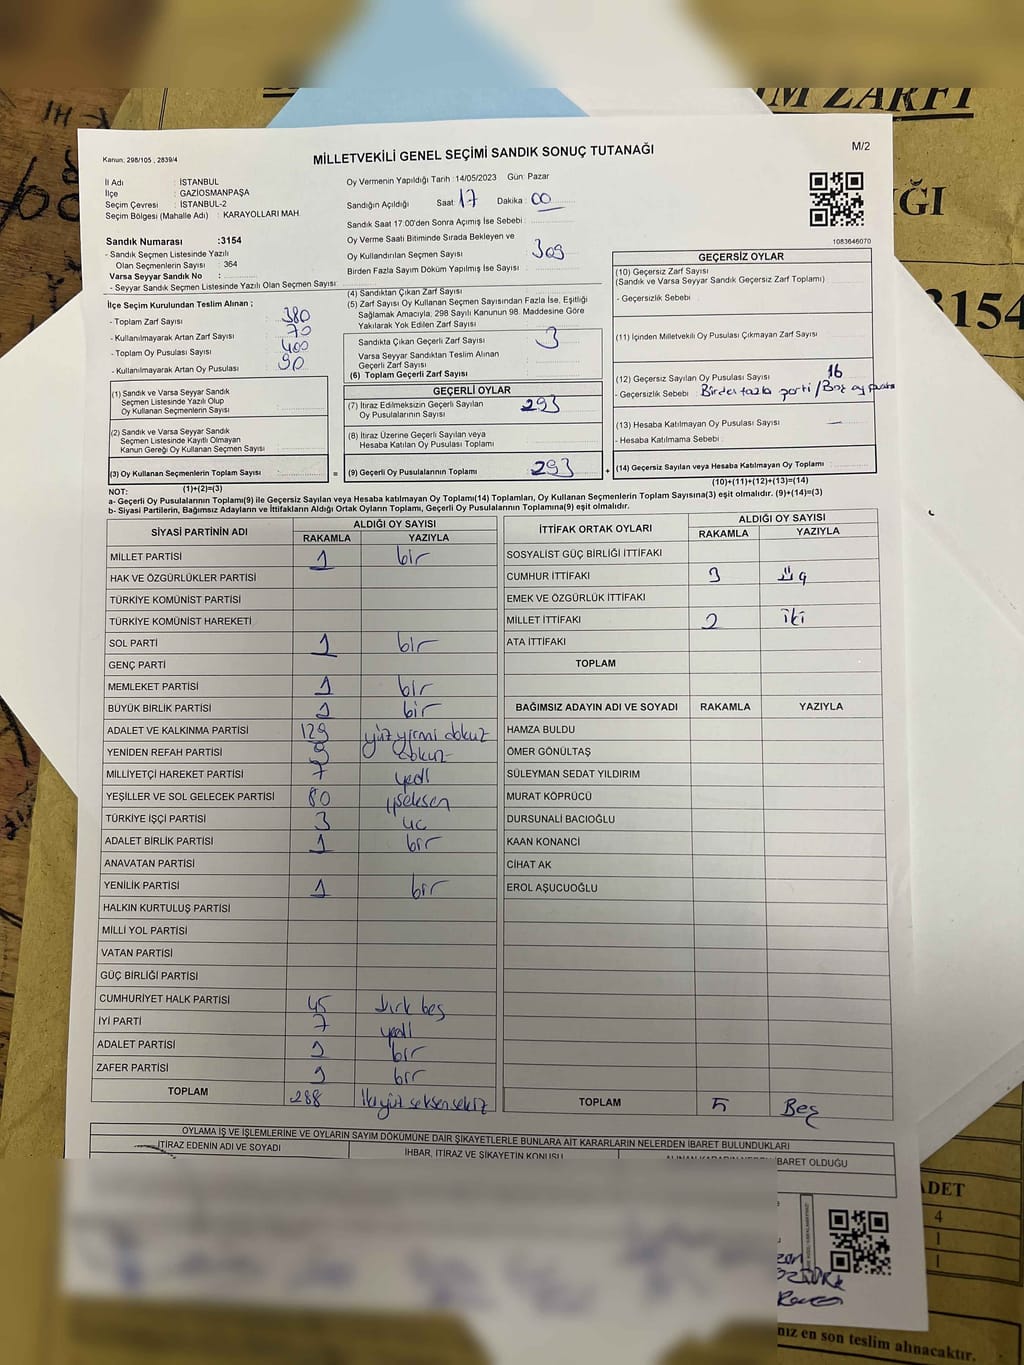 İM ZARFI
IĞI
3154
Kanun: 298/105 , 2839/4
MİLLETVEKİLİ GENEL SEÇİMİ SANDIK SONUÇ TUTANAĞI
M/2
İl Adı : İSTANBUL
İlçe : GAZİOSMANPAŞA
Seçim Çevresi : İSTANBUL-2
Seçim Bölgesi (Mahalle Adı) : KARAYOLLARI MAH.
Sandık Numarası :3154
- Sandık Seçmen Listesinde Yazılı
Olan Seçmenlerin Sayısı : 364
Varsa Seyyar Sandık No :
- Seyyar Sandık Seçmen Listesinde Yazılı Olan Seçmen Sayısı
Oy Vermenin Yapıldığı Tarih :14/05/2023 Gün: Pazar
Sandığın Açıldığı Saat: 17 Dakika : 00
Sandık Saat 17:00'den Sonra Açımış İse Sebebi :
Oy Verme Saati Bitiminde Sırada Bekleyen ve
Oy Kullandırılan Seçmen Sayısı : 309
Birden Fazla Sayım Döküm Yapılmış İse Sayısı :
1083646070
İlçe Seçim Kurulundan Teslim Alınan ;
- Toplam Zarf Sayısı : 380
- Kullanılmayarak Artan Zarf Sayısı : 70
- Toplam Oy Pusulası Sayısı : 400
- Kullanılmayarak Artan Oy Pusulası : 90
(1) Sandık ve Varsa Seyyar Sandık
Seçmen Listesinde Yazılı Olup
Oy Kullanan Seçmenlerin Sayısı :
(2) Sandık ve Varsa Seyyar Sandık
Seçmen Listesinde Kayıtlı Olmayan
Kanun Gereği Oy Kullanan Seçmen Sayısı :
(3) Oy Kullanan Seçmenlerin Toplam Sayısı : =
(1)+(2)=(3)
(4) Sandıktan Çıkan Zarf Sayısı :
(5) Zarf Sayısı Oy Kullanan Seçmen Sayısından Fazla İse, Eşitliği
Sağlamak Amacıyla, 298 Sayılı Kanunun 98. Maddesine Göre
Yakılarak Yok Edilen Zarf Sayısı :
Sandıkta Çıkan Geçerli Zarf Sayısı : 3
Varsa Seyyar Sandıktan Teslim Alınan
Geçerli Zarf Sayısı :
(6) Toplam Geçerli Zarf Sayısı :
GEÇERLİ OYLAR
(7) İtiraz Edilmeksizin Geçerli Sayılan
Oy Pusulalarının Sayısı : 293
(8) İtiraz Üzerine Geçerli Sayılan veya
Hesaba Katılan Oy Pusulası Toplamı :
(9) Geçerli Oy Pusulalarının Toplamı : 293 +
GEÇERSİZ OYLAR
(10) Geçersiz Zarf Sayısı
(Sandık ve Varsa Seyyar Sandık Geçersiz Zarf Toplamı) :
- Geçersizlik Sebebi :
(11) İçinden Milletvekili Oy Pusulası Çıkmayan Zarf Sayısı :
(12) Geçersiz Sayılan Oy Pusulası Sayısı : 16
- Geçersizlik Sebebi : Birden fazla parti / Boş oy pusula
(13) Hesaba Katılmayan Oy Pusulası Sayısı : —
- Hesaba Katılmama Sebebi :
(14) Geçersiz Sayılan veya Hesaba Katılmayan Oy Toplamı :
(10)+(11)+(12)+(13)=(14)
NOT:
a- Geçerli Oy Pusulalarının Toplamı(9) ile Geçersiz Sayılan veya Hesaba katılmayan Oy Toplamı(14) Toplamları, Oy Kullanan Seçmenlerin Toplam Sayısına(3) eşit olmalıdır. (9)+(14)=(3)
b- Siyasi Partilerin, Bağımsız Adayların ve İttifakların Aldığı Ortak Oyların Toplamı, Geçerli Oy Pusulalarının Toplamına(9) eşit olmalıdır.
SİYASİ PARTİNİN ADI ALDIĞI OY SAYISI
RAKAMLA YAZIYLA
MİLLET PARTİSİ 1 bir
HAK VE ÖZGÜRLÜKLER PARTİSİ
TÜRKİYE KOMÜNİST PARTİSİ
TÜRKİYE KOMÜNİST HAREKETİ
SOL PARTİ 1 bir
GENÇ PARTİ
MEMLEKET PARTİSİ 1 bir
BÜYÜK BİRLİK PARTİSİ 1 bir
ADALET VE KALKINMA PARTİSİ 129 yüz yirmi dokuz
YENİDEN REFAH PARTİSİ 9 dokuz
MİLLİYETÇİ HAREKET PARTİSİ 7 yedi
YEŞİLLER VE SOL GELECEK PARTİSİ 80 seksen
TÜRKİYE İŞÇİ PARTİSİ 3 üç
ADALET BİRLİK PARTİSİ 1 bir
ANAVATAN PARTİSİ
YENİLİK PARTİSİ 1 bir
HALKIN KURTULUŞ PARTİSİ
MİLLİ YOL PARTİSİ
VATAN PARTİSİ
GÜÇ BİRLİĞİ PARTİSİ
CUMHURİYET HALK PARTİSİ 45 kırk beş
İYİ PARTİ 7 yedi
ADALET PARTİSİ 1 bir
ZAFER PARTİSİ 1 bir
TOPLAM 288 ikiyüz seksensekiz
İTTİFAK ORTAK OYLARI ALDIĞI OY SAYISI
RAKAMLA YAZIYLA
SOSYALİST GÜÇ BİRLİĞİ İTTİFAKI
CUMHUR İTTİFAKI 3 üç
EMEK VE ÖZGÜRLÜK İTTİFAKI
MİLLET İTTİFAKI 2 iki
ATA İTTİFAKI
TOPLAM
BAĞIMSIZ ADAYIN ADI VE SOYADI RAKAMLA YAZIYLA
HAMZA BULDU
ÖMER GÖNÜLTAŞ
SÜLEYMAN SEDAT YILDIRIM
MURAT KÖPRÜCÜ
DURSUNALİ BACIOĞLU
KAAN KONANCİ
CİHAT AK
EROL AŞUCUOĞLU
TOPLAM 5 Beş
OYLAMA İŞ VE İŞLEMLERİNE VE OYLARIN SAYIM DÖKÜMÜNE DAİR ŞİKAYETLERLE BUNLARA AİT KARARLARIN NELERDEN İBARET BULUNDUKLARI
İTİRAZ EDENİN ADI VE SOYADI İHBAR, İTİRAZ VE ŞİKAYETİN KONUSU İBARET OLDUĞU
ADET
4
1
1
nız en son teslim alınacaktır.